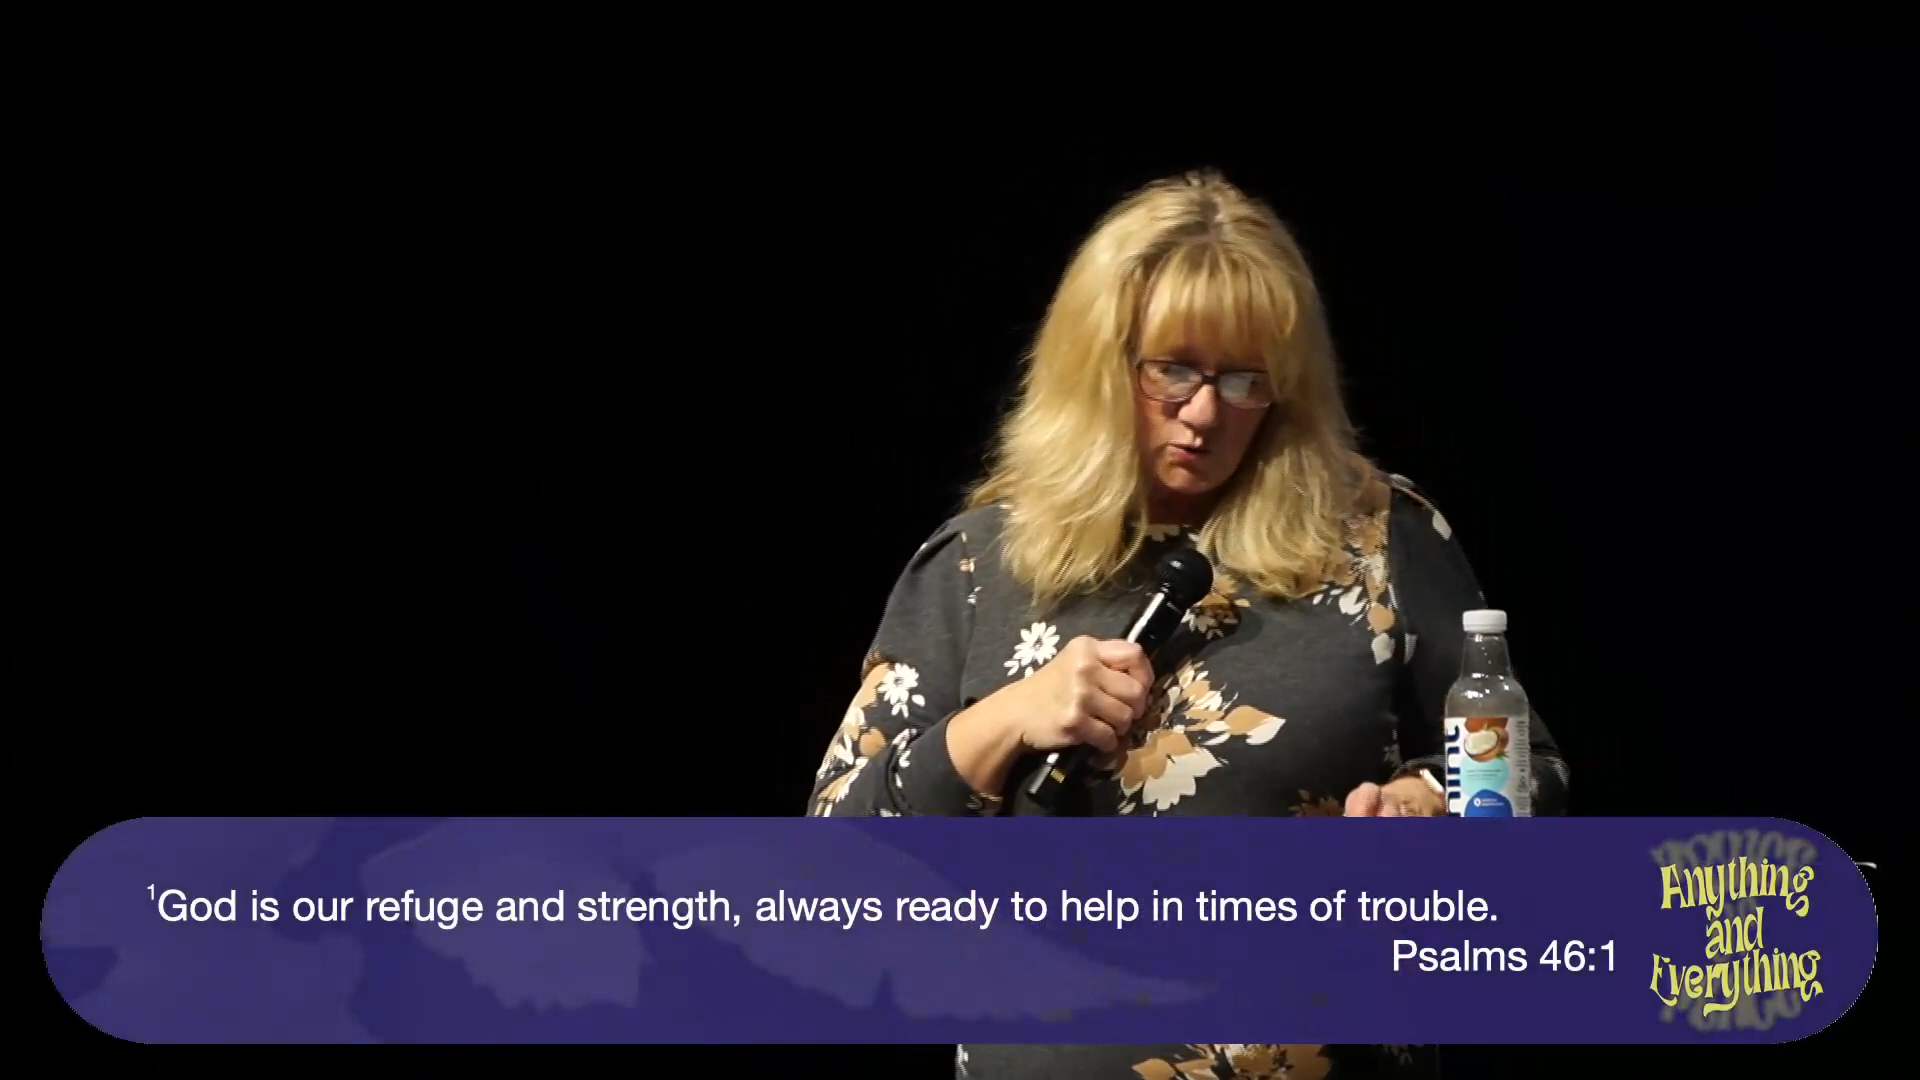 hint
¹God is our refuge and strength, always ready to help in times of trouble.
Psalms 46:1
Anything
and
Everything